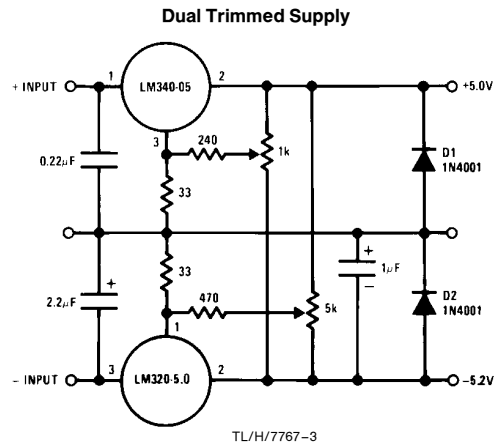 Dual Trimmed Supply
+ INPUT
1
LM340-05
2
+5.0V
3
240
1k
D1
1N4001
0.22μF
33
+
1μF
−
33
+
2.2μF
470
5k
D2
1N4001
1
− INPUT
3
LM320-5.0
2
−5.2V
TL/H/7767–3